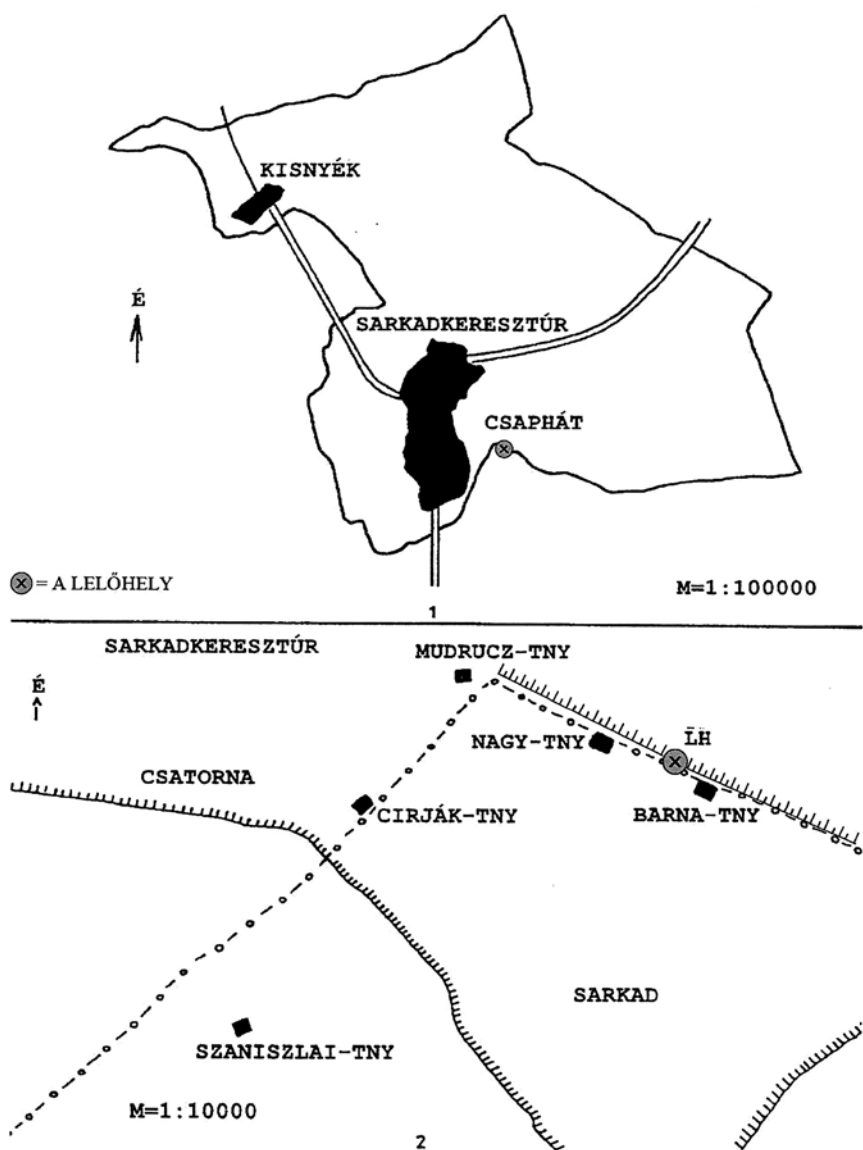 KISNYÉK
É
SARKADKERESZTÚR
CSAPHÁT
= A LELŐHELY
M=1:100000
1
SARKADKERESZTÚR
MUDRUCZ-TNY
É
LH
NAGY-TNY
CSATORNA
CIRJÁK-TNY
BARNA-TNY
SARKAD
SZANISZLAI-TNY
M=1:10000
2